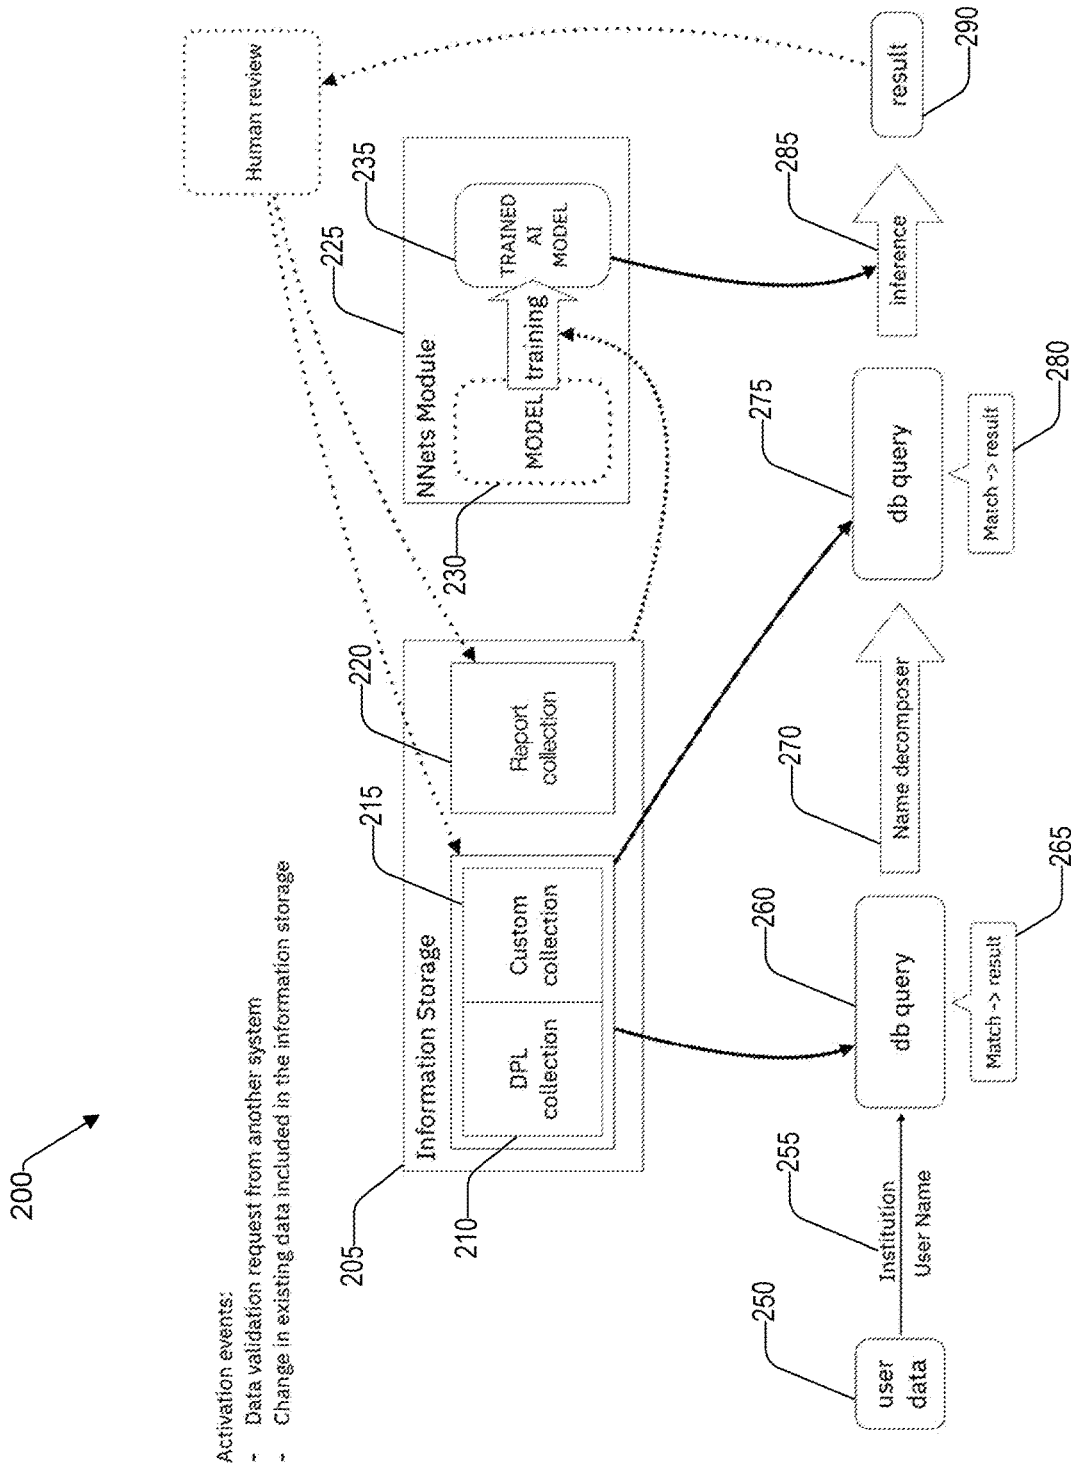 200
Activation events:
- Data validation request from another system
- Change in existing data included in the information storage
Human review
205
Information Storage
210
DPL
collection
215
Custom
collection
220
Report
collection
225
NNets Module
230
MODEL
training
235
TRAINED
AI
MODEL
250
user
data
255
Institution
User Name
260
db query
265
Match -> result
270
Name decomposer
275
db query
280
Match -> result
285
inference
290
result